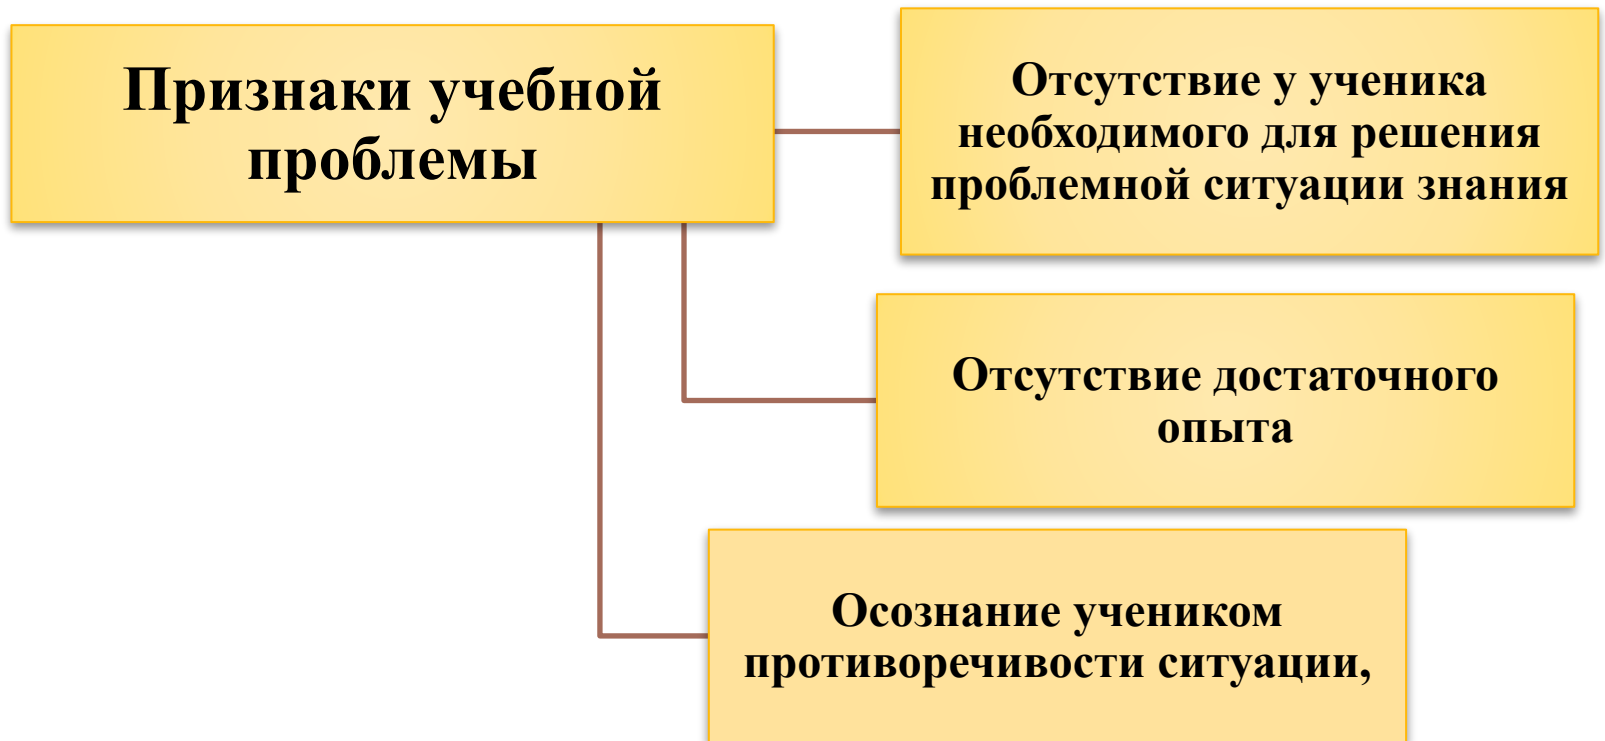 Признаки учебной
проблемы
Отсутствие у ученика
необходимого для решения
проблемной ситуации знания
Отсутствие достаточного
опыта
Осознание учеником
противоречивости ситуации,